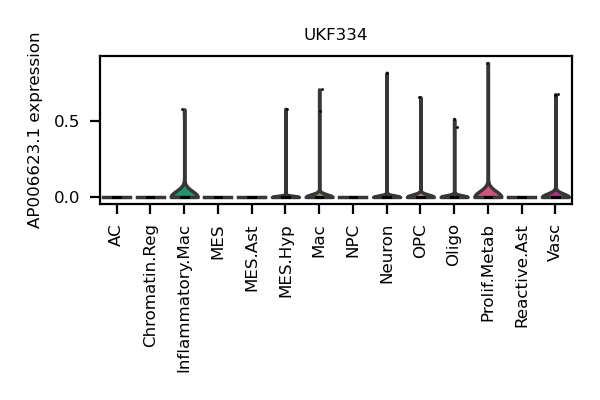 UKF334
AP006623.1 expression
0.5
0.0
AC
Chromatin.Reg
Inflammatory.Mac
MES
MES.Ast
MES.Hyp
Mac
NPC
Neuron
OPC
Oligo
Prolif.Metab
Reactive.Ast
Vasc